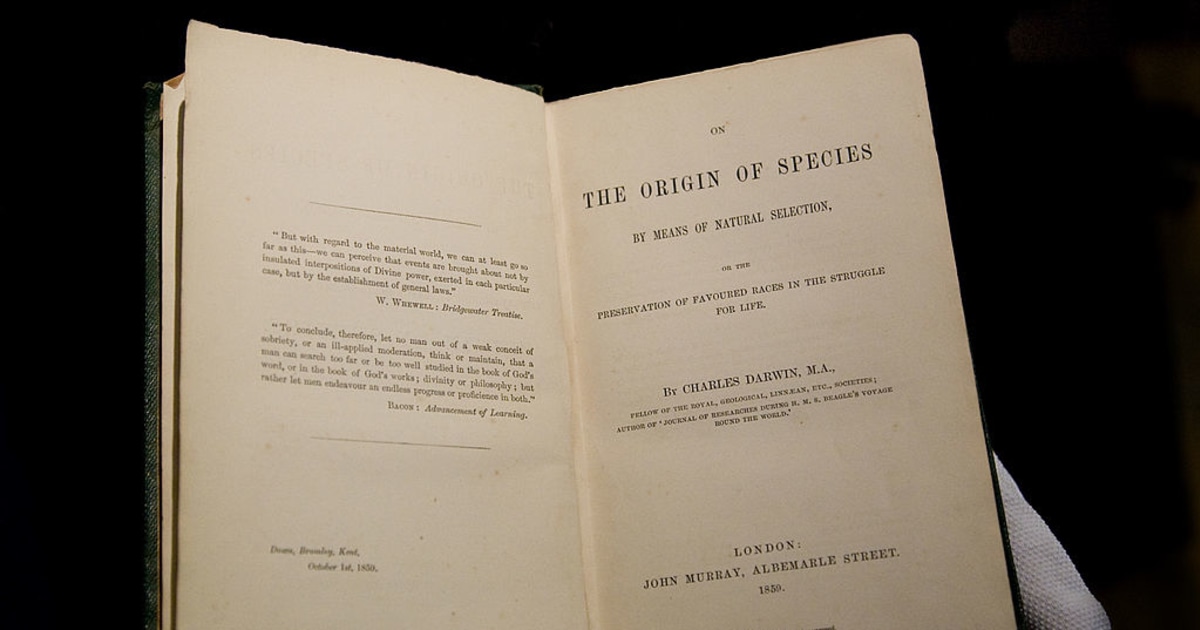 “But with regard to the material world, we can at least go so
far as this—we can perceive that events are brought about not by
insulated interpositions of Divine power, exerted in each particular
case, but by the establishment of general laws.”
W. WHEWELL: Bridgewater Treatise.
“To conclude, therefore, let no man out of a weak conceit of
sobriety, or an ill-applied moderation, think or maintain, that a
man can search too far or be too well studied in the book of God’s
word, or in the book of God’s works; divinity or philosophy; but
rather let men endeavour an endless progress or proficience in both.”
BACON: Advancement of Learning.
Down, Bromley, Kent,
October 1st, 1859.
ON
THE ORIGIN OF SPECIES
BY MEANS OF NATURAL SELECTION,
OR THE
PRESERVATION OF FAVOURED RACES IN THE STRUGGLE
FOR LIFE.
By CHARLES DARWIN, M.A.,
FELLOW OF THE ROYAL, GEOLOGICAL, LINNÆAN, ETC., SOCIETIES;
AUTHOR OF ‘JOURNAL OF RESEARCHES DURING H. M. S. BEAGLE’S VOYAGE
ROUND THE WORLD.’
LONDON:
JOHN MURRAY, ALBEMARLE STREET.
1859.